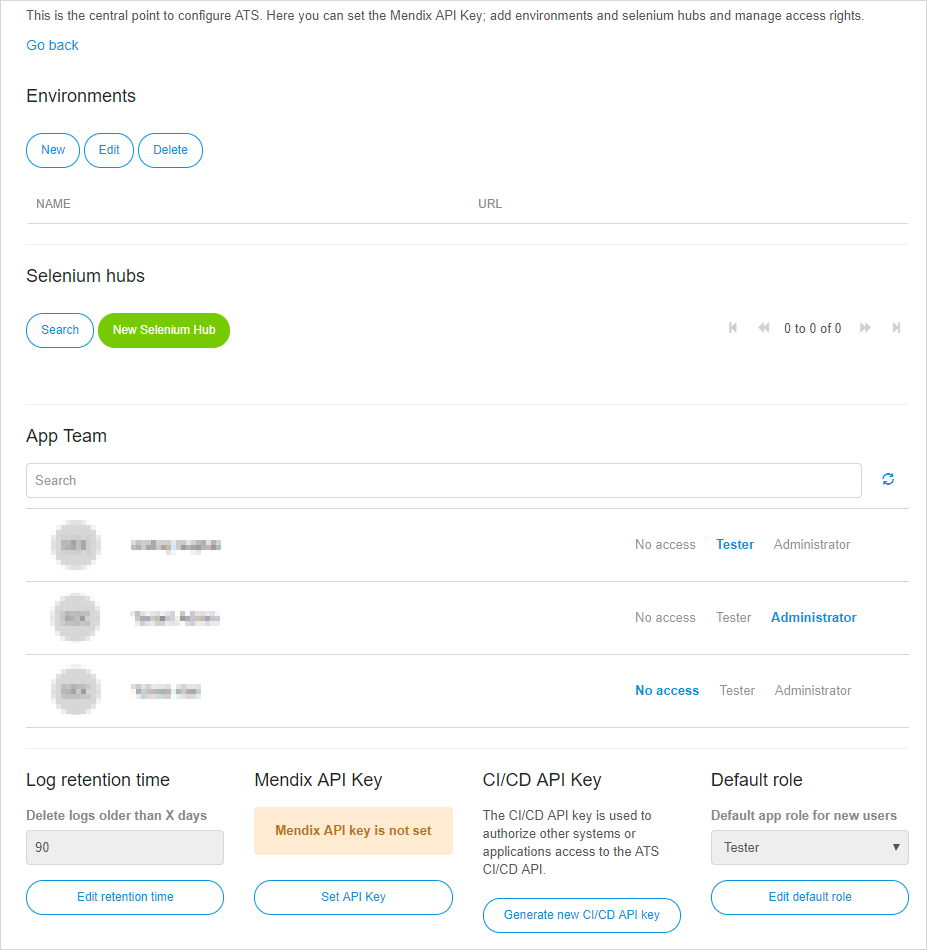 This is the central point to configure ATS. Here you can set the Mendix API Key; add environments and selenium hubs and manage access rights.
Go back
Environments
New Edit Delete
NAME URL
Selenium hubs
Search New Selenium Hub 0 to 0 of 0
App Team
Search
No access Tester Administrator
No access Tester Administrator
No access Tester Administrator
Log retention time
Delete logs older than X days
90
Edit retention time
Mendix API Key
Mendix API key is not set
Set API Key
CI/CD API Key
The CI/CD API key is used to
authorize other systems or
applications access to the ATS
CI/CD API.
Generate new CI/CD API key
Default role
Default app role for new users
Tester
Edit default role